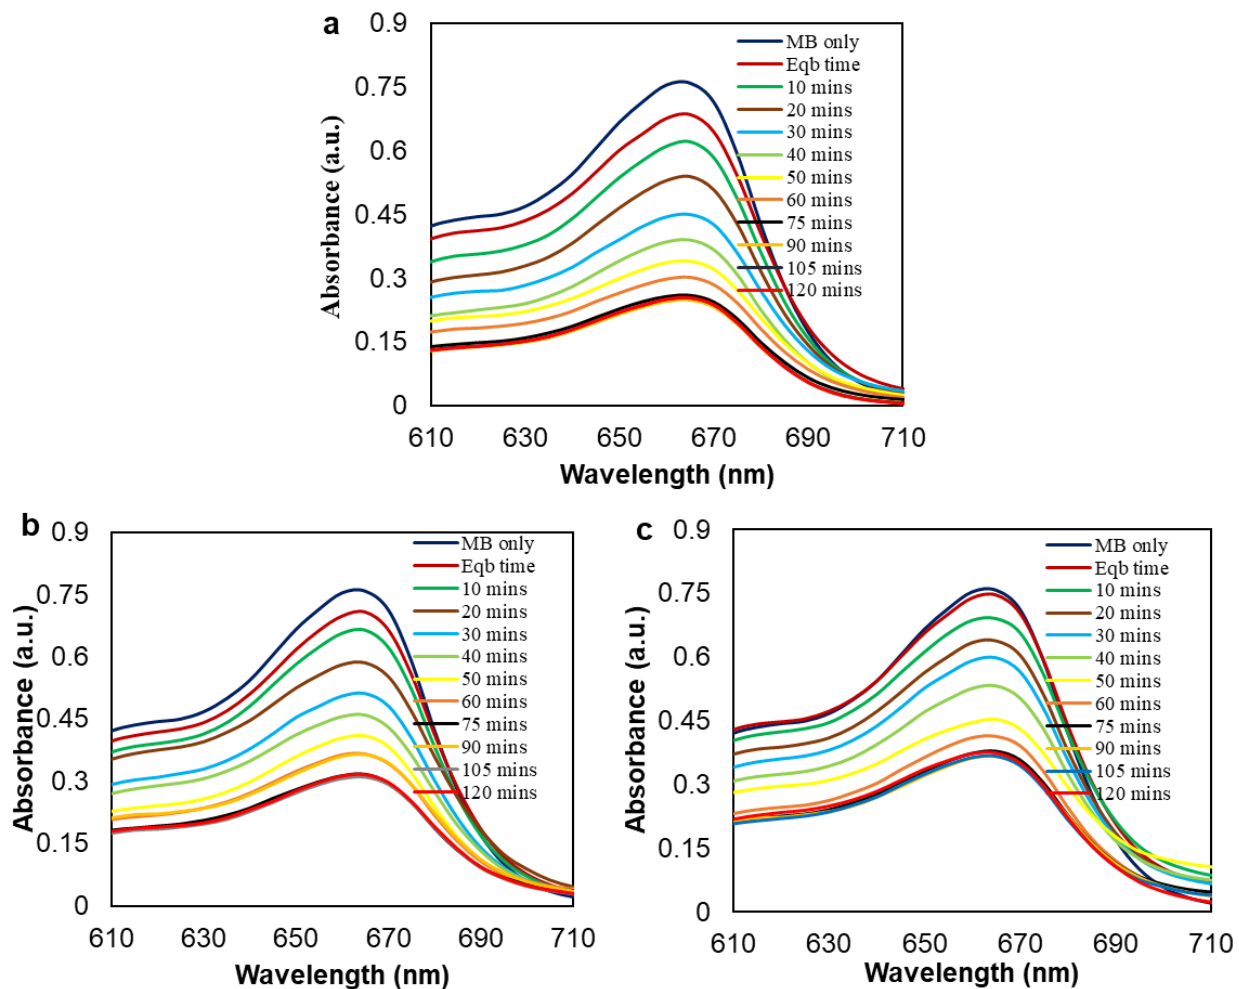 a
0.9
0.75
0.6
0.45
0.3
0.15
0
Absorbance (a.u.)
610 630 650 670 690 710
Wavelength (nm)
MB only
Eqb time
10 mins
20 mins
30 mins
40 mins
50 mins
60 mins
75 mins
90 mins
105 mins
120 mins
b
0.9
0.75
0.6
0.45
0.3
0.15
0
Absorbance (a.u.)
610 630 650 670 690 710
Wavelength (nm)
MB only
Eqb time
10 mins
20 mins
30 mins
40 mins
50 mins
60 mins
75 mins
90 mins
105 mins
120 mins
c
0.9
0.75
0.6
0.45
0.3
0.15
0
Absorbance (a.u.)
610 630 650 670 690 710
Wavelength (nm)
MB only
Eqb time
10 mins
20 mins
30 mins
40 mins
50 mins
60 mins
75 mins
90 mins
105 mins
120 mins